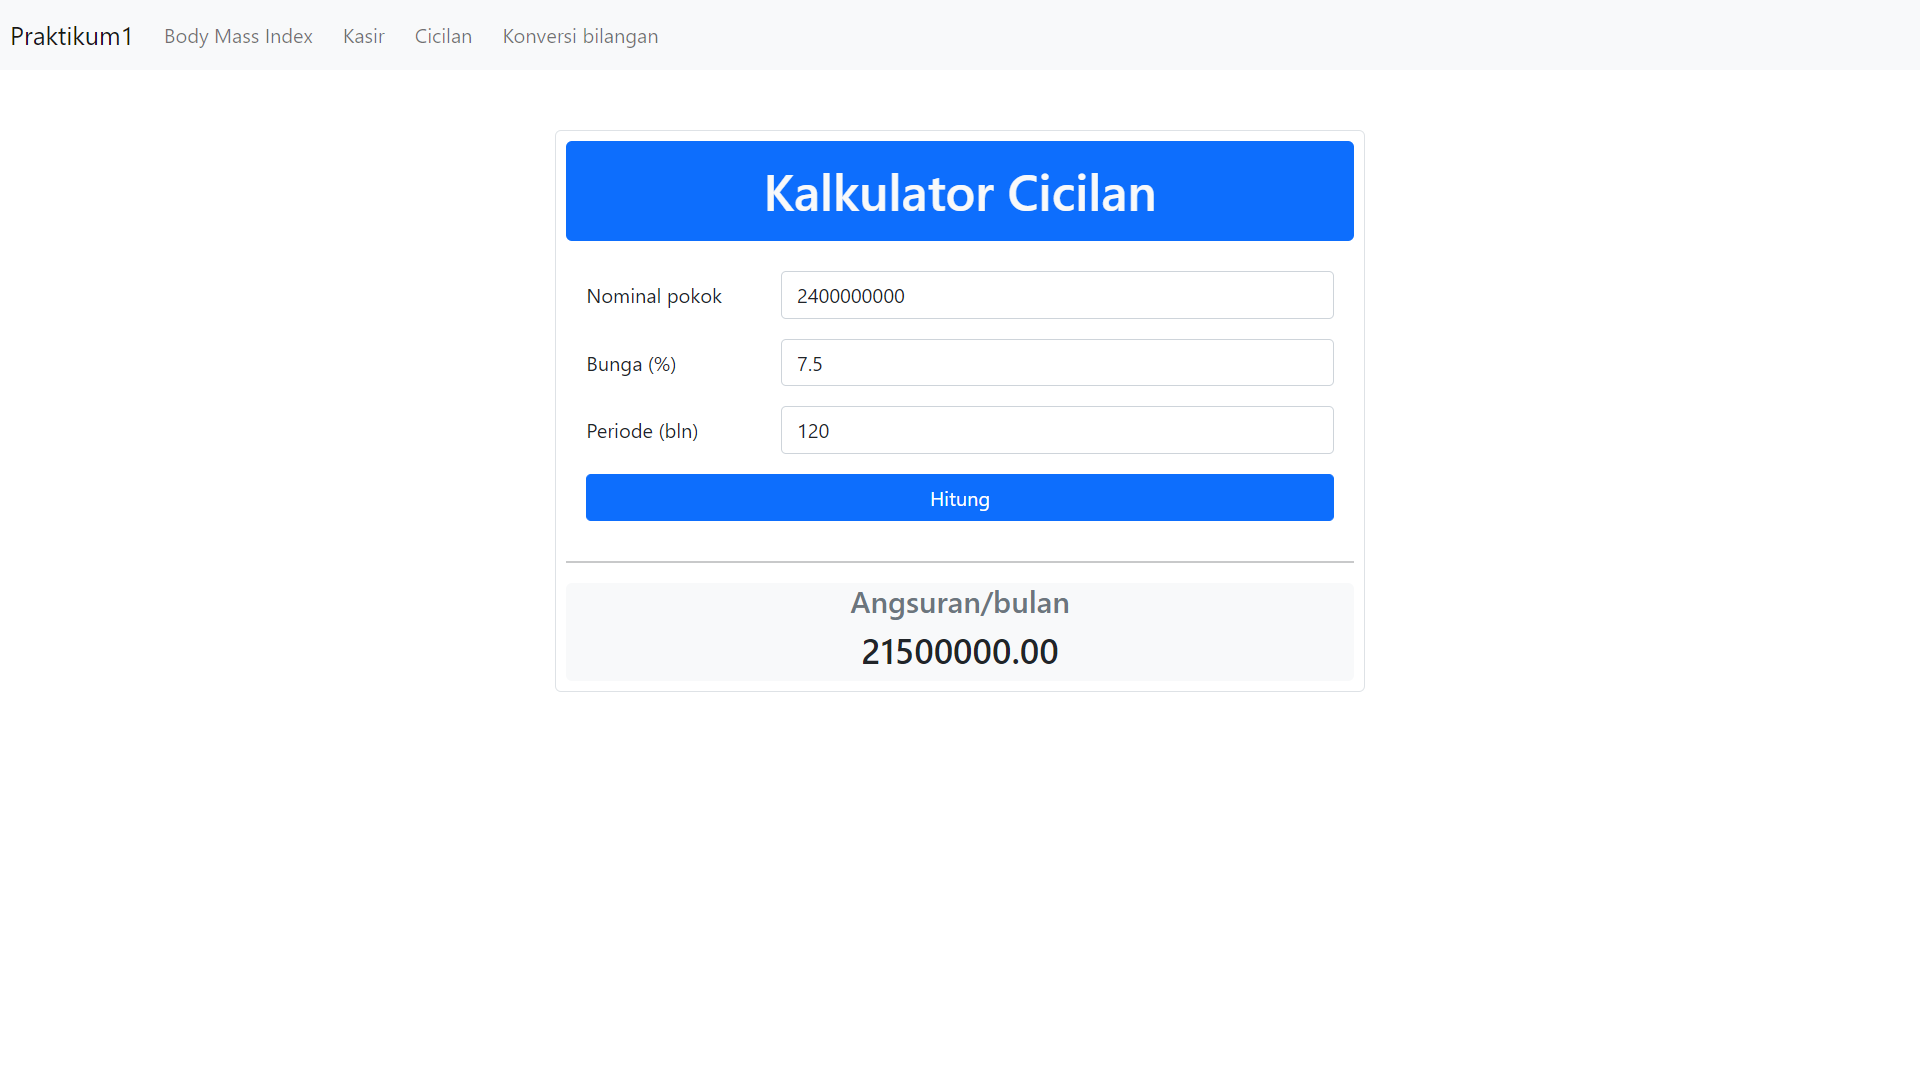 Praktikum1 Body Mass Index Kasir Cicilan Konversi bilangan
Kalkulator Cicilan
Nominal pokok 2400000000
Bunga (%) 7.5
Periode (bln) 120
Hitung
Angsuran/bulan
21500000.00